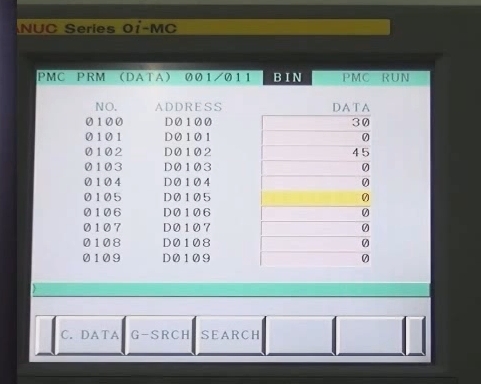 ANUC Series 0i-MC
PMC PRM (DATA) 001/011 BIN PMC RUN
NO. ADDRESS DATA
0100 D0100 30
0101 D0101 0
0102 D0102 45
0103 D0103 0
0104 D0104 0
0105 D0105 0
0106 D0106 0
0107 D0107 0
0108 D0108 0
0109 D0109 0
)
C. DATA G-SRCH SEARCH